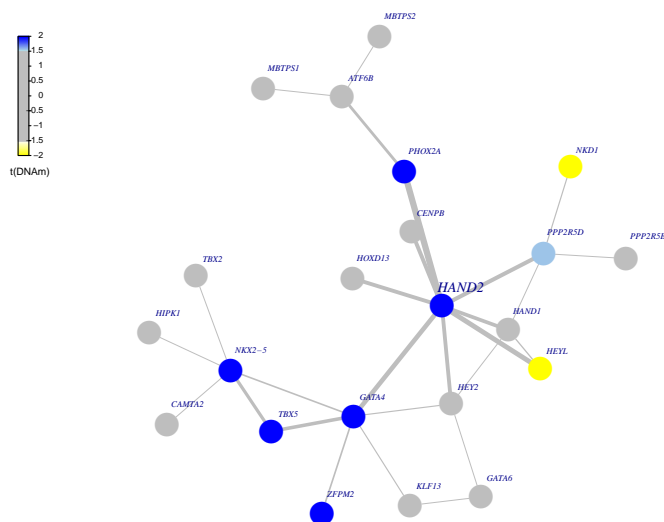 MBTPS2
2
1.5
1
0.5
0
-0.5
-1
-1.5
-2
t(DNAm)
MBTPS1
ATF6B
PHOX2A
NKD1
CENPB
PPP2R5D
PPP2R5E
TBX2
HOXD13
HAND2
HIPK1
HAND1
NKX2-5
HEYL
CAMTA2
TBX5
GATA4
HEY2
ZFPM2
KLF13
GATA6